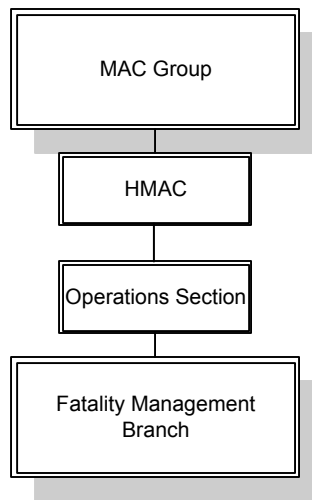 MAC Group
HMAC
Operations Section
Fatality Management
Branch